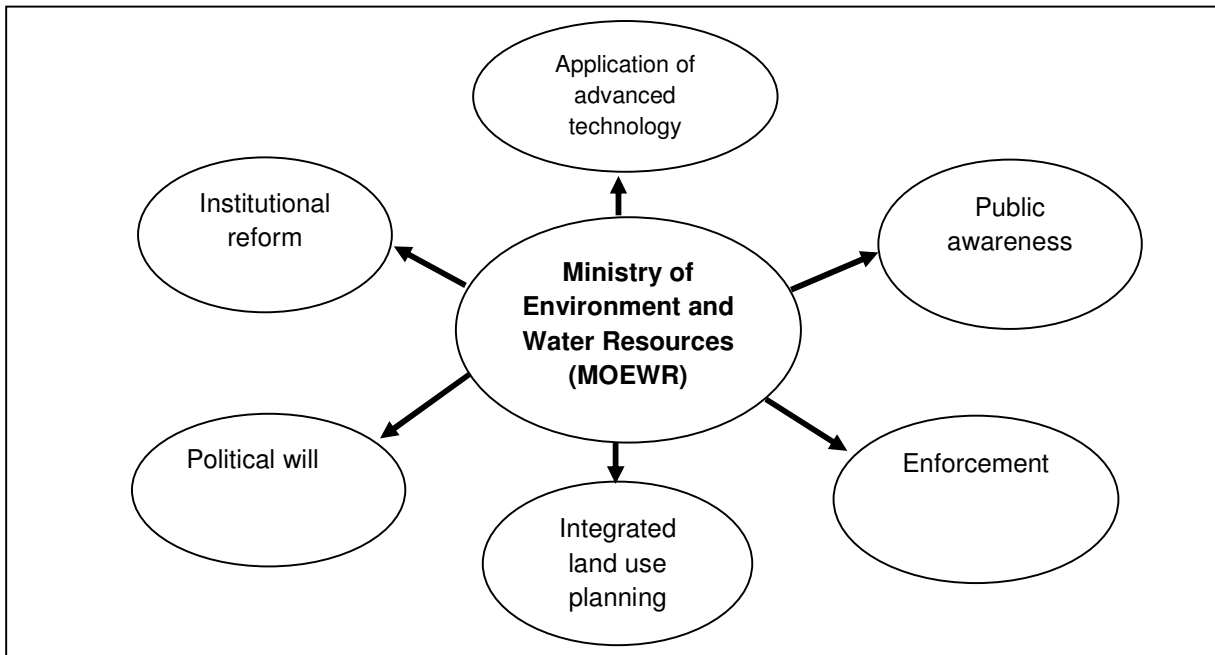 Application of
advanced
technology
Institutional
reform
Public
awareness
Ministry of
Environment and
Water Resources
(MOEWR)
Political will
Enforcement
Integrated
land use
planning